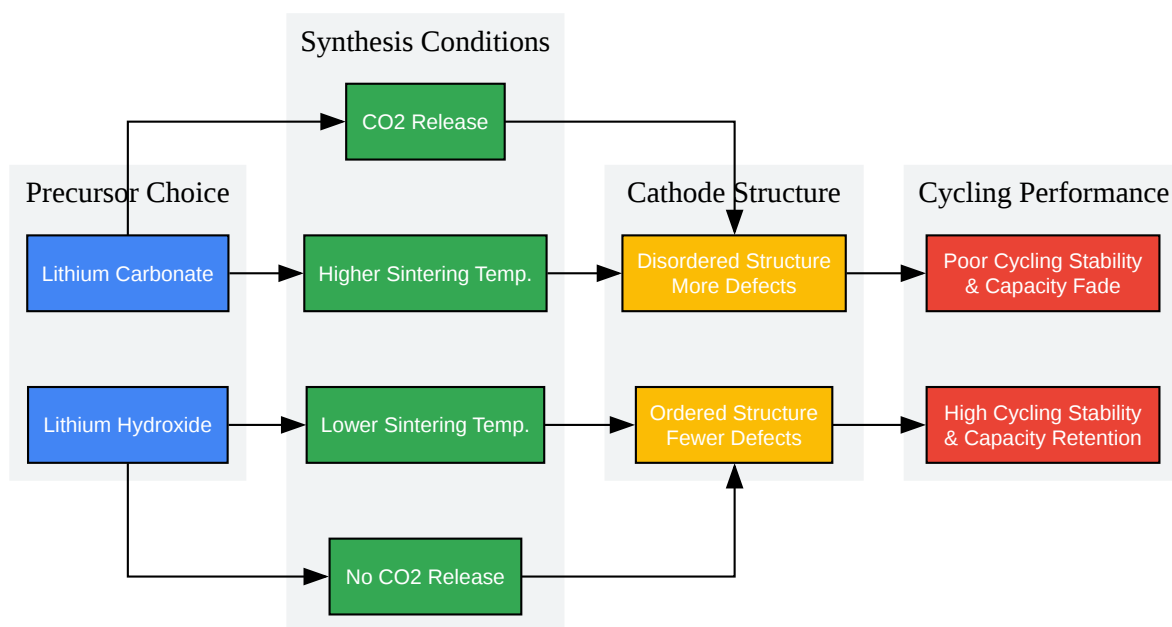 Synthesis Conditions
CO2 Release
Precursor Choice
Cathode Structure
Cycling Performance
Lithium Carbonate
Higher Sintering Temp.
Disordered Structure
More Defects
Poor Cycling Stability
& Capacity Fade
Lithium Hydroxide
Lower Sintering Temp.
Ordered Structure
Fewer Defects
High Cycling Stability
& Capacity Retention
No CO2 Release